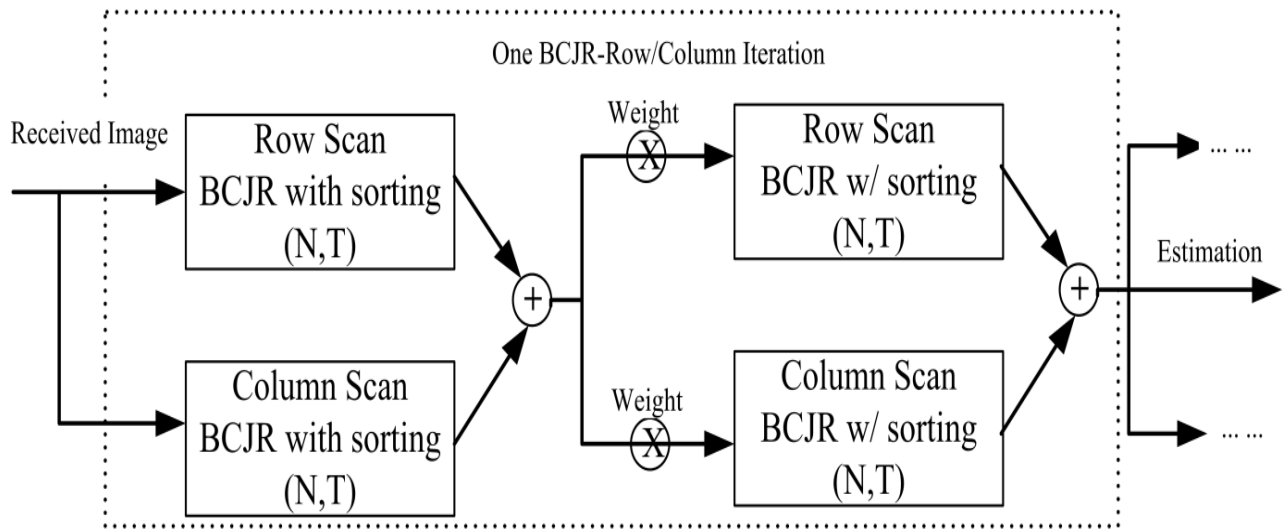 One BCJR-Row/Column Iteration
Received Image
Row Scan
BCJR with sorting
(N,T)
Column Scan
BCJR with sorting
(N,T)
+
Weight
X
Weight
X
Row Scan
BCJR w/ sorting
(N,T)
Column Scan
BCJR w/ sorting
(N,T)
+
... ...
Estimation
... ...